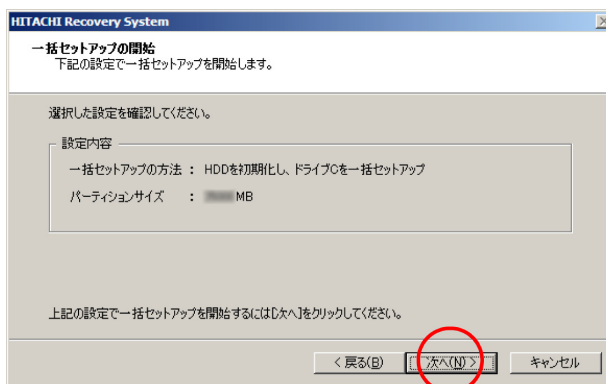 HITACHI Recovery System
一括セットアップの開始
下記の設定で一括セットアップを開始します。
選択した設定を確認してください。
設定内容
一括セットアップの方法 : HDDを初期化し、ドライブCを一括セットアップ
パーティションサイズ : MB
上記の設定で一括セットアップを開始するには[次へ]をクリックしてください。
< 戻る(B) 次へ(N) > キャンセル